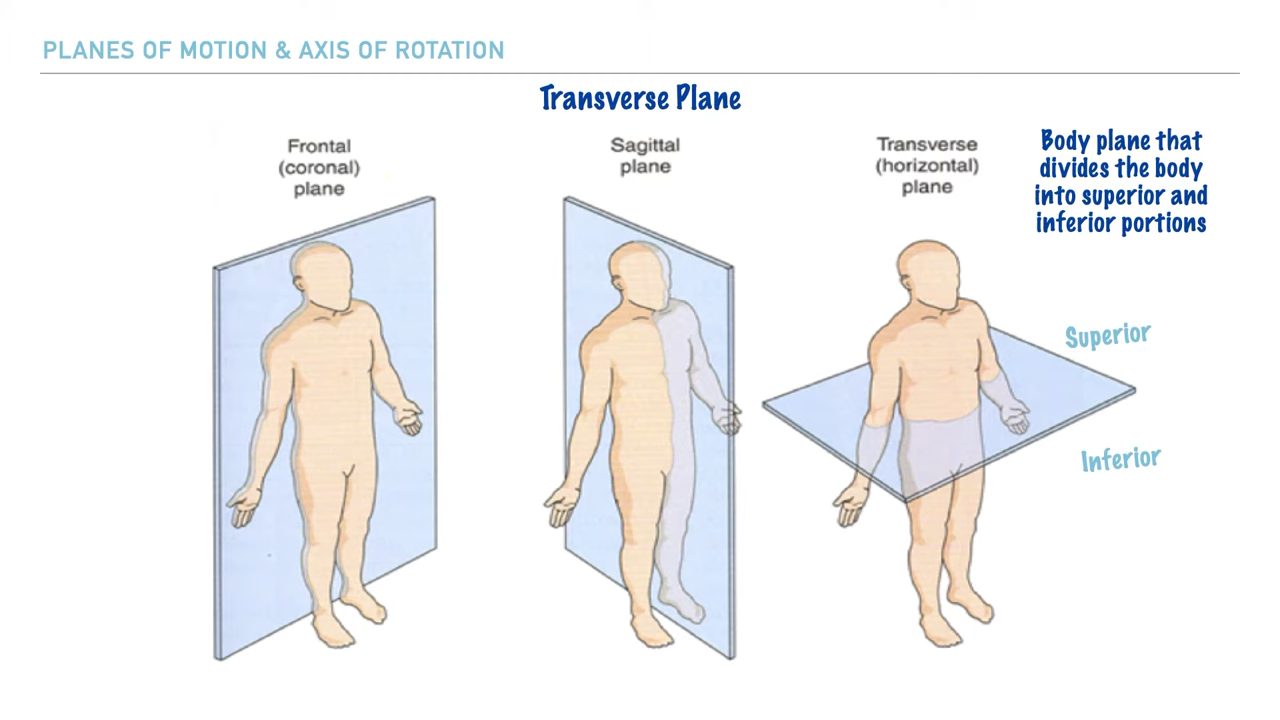 PLANES OF MOTION & AXIS OF ROTATION
Transverse Plane
Frontal
(coronal)
plane
Sagittal
plane
Transverse
(horizontal)
plane
Body plane that
divides the body
into superior and
inferior portions
Superior
Inferior